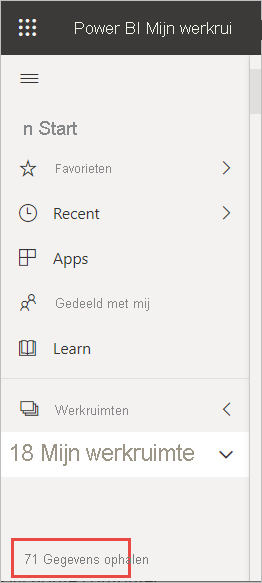 Power BI Mijn werkrui
n Start
Favorieten
Recent
Apps
Gedeeld met mij
Learn
Werkruimten
18 Mijn werkruimte
71 Gegevens ophalen